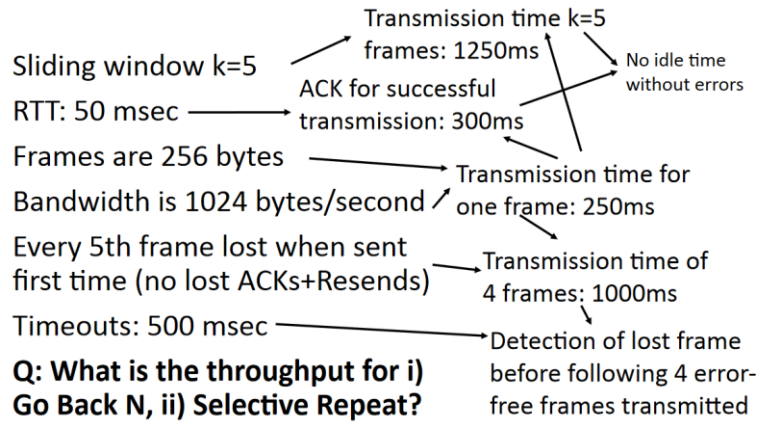 Sliding window k=5
RTT: 50 msec
Frames are 256 bytes
Bandwidth is 1024 bytes/second
Every 5th frame lost when sent
first time (no lost ACKs+Resends)
Timeouts: 500 msec
Q: What is the throughput for i)
Go Back N, ii) Selective Repeat?
Transmission time k=5
frames: 1250ms
ACK for successful
transmission: 300ms
No idle time
without errors
Transmission time for
one frame: 250ms
Transmission time of
4 frames: 1000ms
Detection of lost frame
before following 4 error-
free frames transmitted